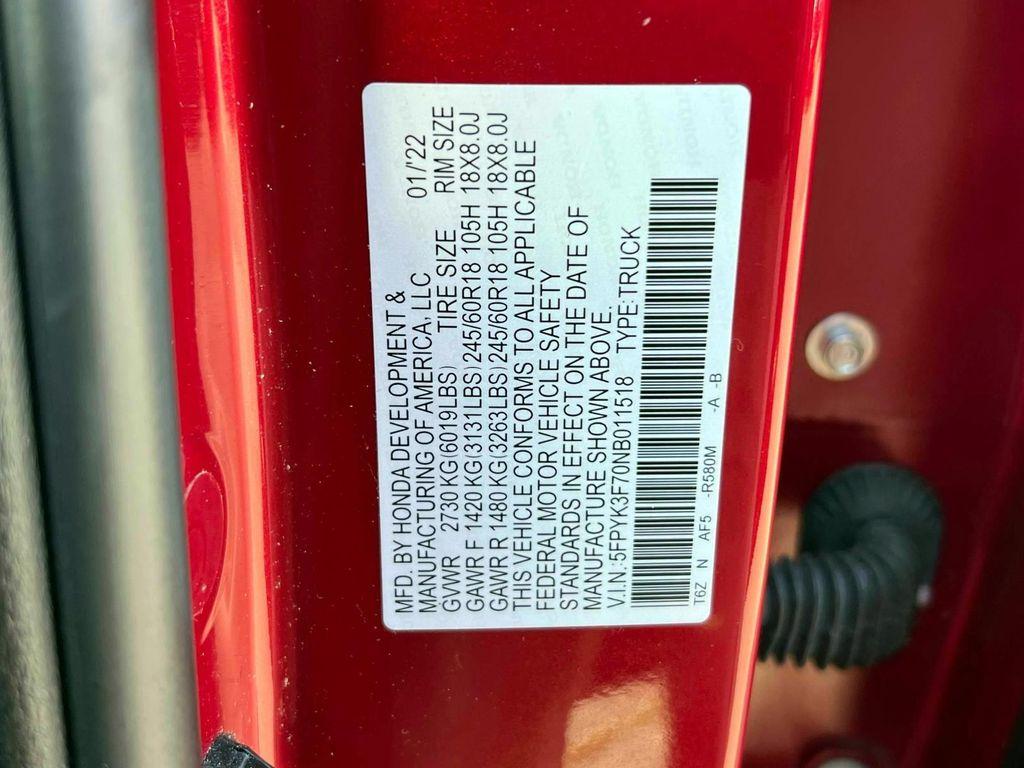 MFD. BY HONDA DEVELOPMENT &
MANUFACTURING OF AMERICA, LLC 01/'22
GVWR 2730 KG(6019LBS) TIRE SIZE RIM SIZE
GAWR F 1420 KG(3131LBS)245/60R18 105H 18X8.0J
GAWR R 1480 KG(3263LBS)245/60R18 105H 18X8.0J
THIS VEHICLE CONFORMS TO ALL APPLICABLE
FEDERAL MOTOR VEHICLE SAFETY
STANDARDS IN EFFECT ON THE DATE OF
MANUFACTURE SHOWN ABOVE.
V.I.N.:5FPYK3F70NB011518 TYPE:TRUCK
T6Z N AF5 -R580M -A -B